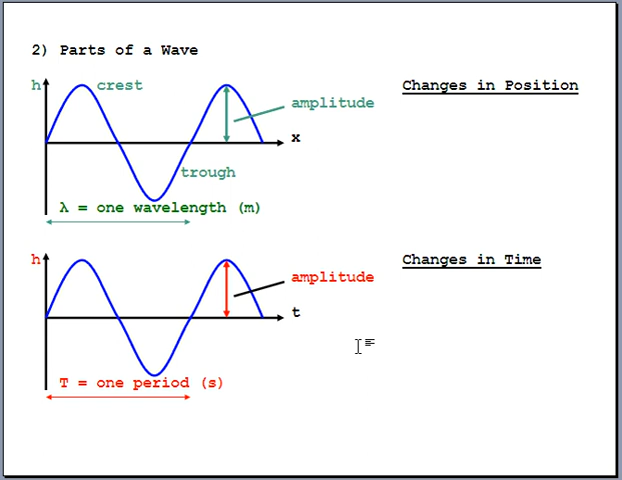 2) Parts of a Wave
h
crest
Changes in Position
amplitude
x
trough
λ = one wavelength (m)
h
Changes in Time
amplitude
t
T = one period (s)